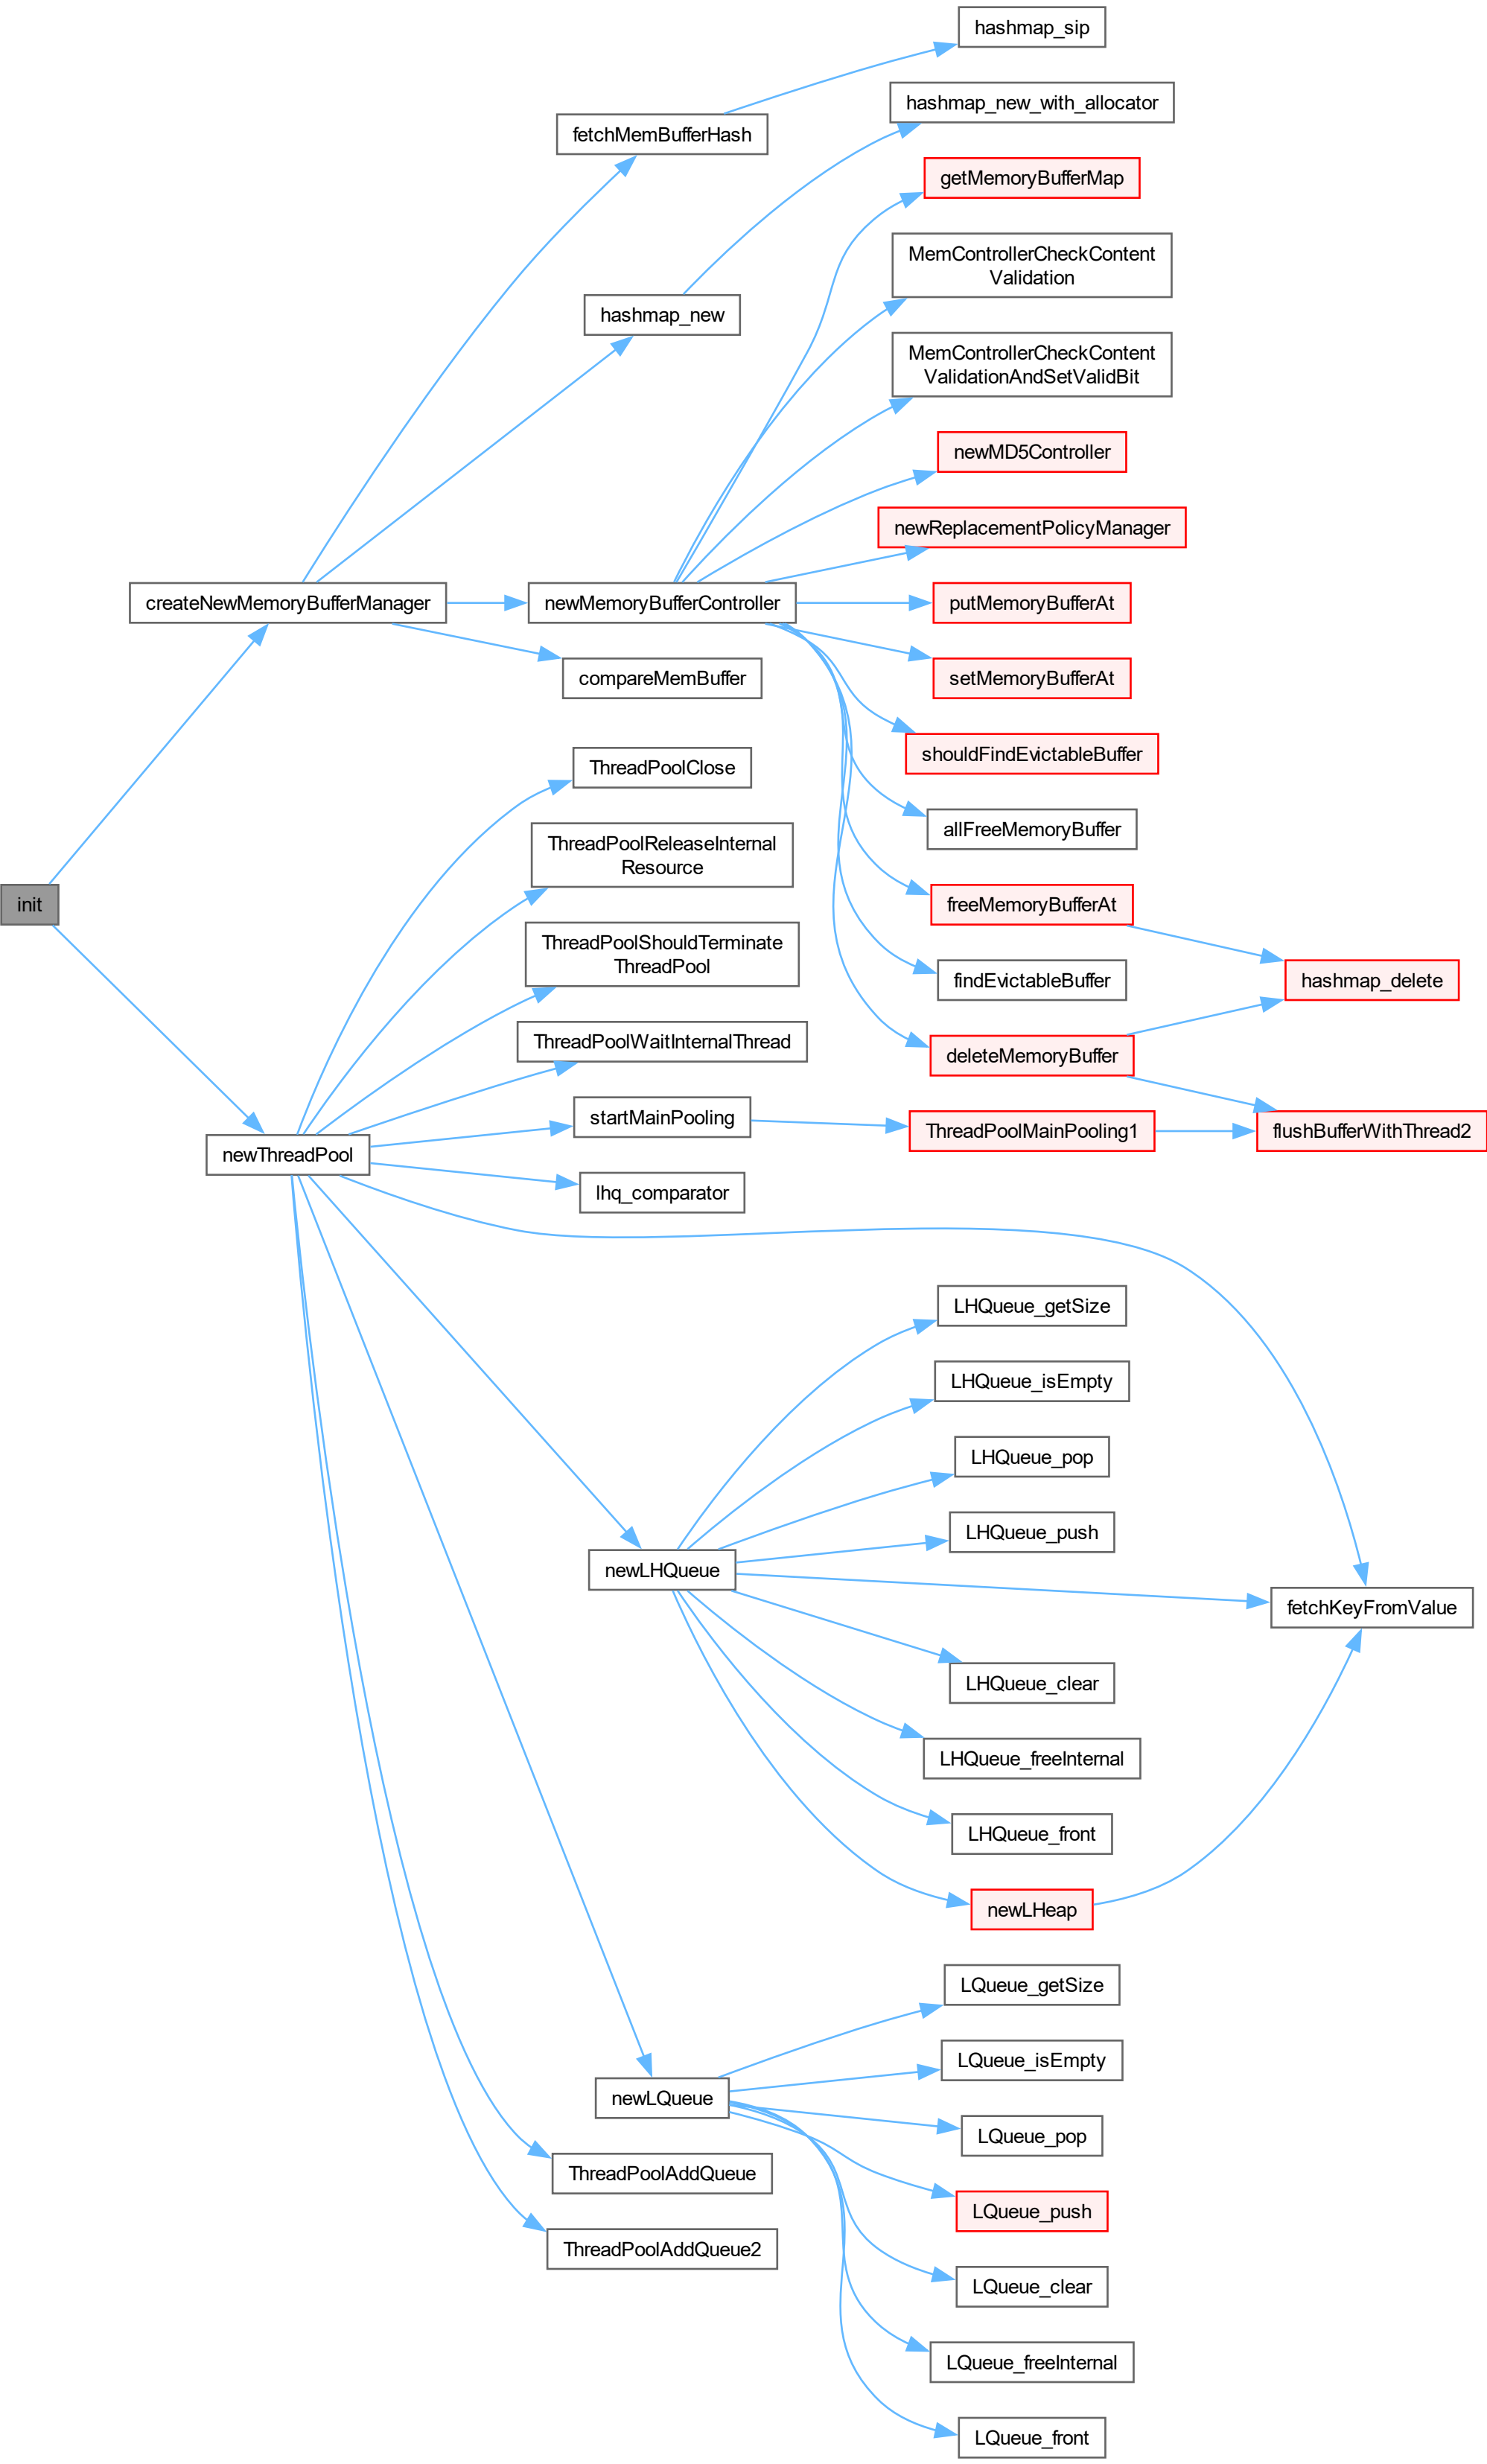 hashmap_sip
hashmap_new_with_allocator
fetchMemBufferHash
getMemoryBufferMap
MemControllerCheckContent
Validation
hashmap_new
MemControllerCheckContent
ValidationAndSetValidBit
newMD5Controller
newReplacementPolicyManager
createNewMemoryBufferManager
newMemoryBufferController
putMemoryBufferAt
compareMemBuffer
setMemoryBufferAt
shouldFindEvictableBuffer
ThreadPoolClose
allFreeMemoryBuffer
ThreadPoolReleaseInternal
Resource
init
freeMemoryBufferAt
ThreadPoolShouldTerminate
ThreadPool
findEvictableBuffer
hashmap_delete
ThreadPoolWaitInternalThread
deleteMemoryBuffer
startMainPooling
ThreadPoolMainPooling1
flushBufferWithThread2
newThreadPool
lhq_comparator
LHQueue_getSize
LHQueue_isEmpty
LHQueue_pop
LHQueue_push
newLHQueue
fetchKeyFromValue
LHQueue_clear
LHQueue_freeInternal
LHQueue_front
newLHeap
LQueue_getSize
LQueue_isEmpty
newLQueue
LQueue_pop
ThreadPoolAddQueue
LQueue_push
ThreadPoolAddQueue2
LQueue_clear
LQueue_freeInternal
LQueue_front